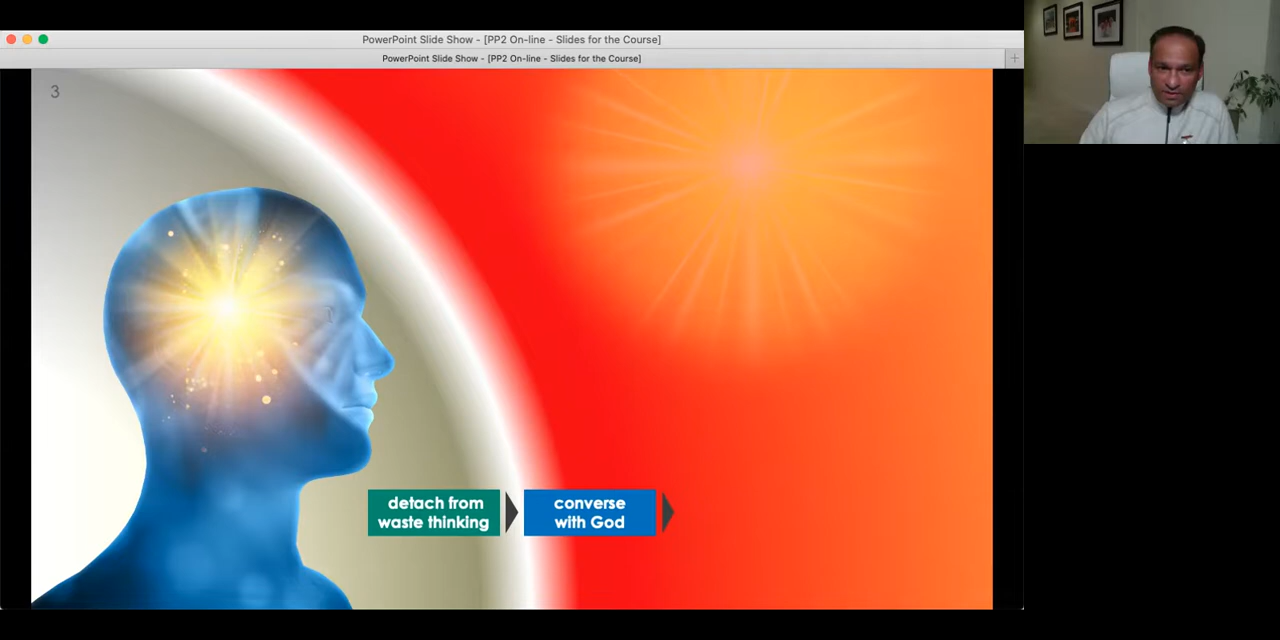 PowerPoint Slide Show - [PP2 On-line - Slides for the Course]
PowerPoint Slide Show - [PP2 On-line - Slides for the Course]
3
detach from
waste thinking
converse
with God